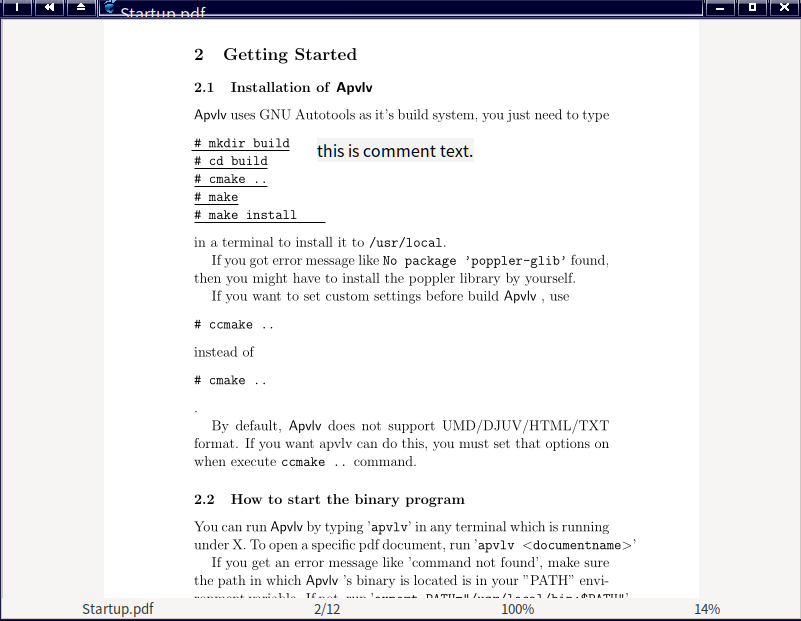 Startup.pdf
2 Getting Started
2.1 Installation of Apvlv
Apvlv uses GNU Autotools as it's build system, you just need to type
# mkdir build
this is comment text.
# cd build
# cmake ..
# make
# make install
in a terminal to install it to /usr/local.
If you got error message like No package 'poppler-glib' found,
then you might have to install the poppler library by yourself.
If you want to set custom settings before build Apvlv , use
# ccmake ..
instead of
# cmake ..
.
By default, Apvlv does not support UMD/DJUV/HTML/TXT
format. If you want apvlv can do this, you must set that options on
when execute ccmake .. command.
2.2 How to start the binary program
You can run Apvlv by typing 'apvlv' in any terminal which is running
under X. To open a specific pdf document, run 'apvlv <documentname>'
If you get an error message like 'command not found', make sure
the path in which Apvlv 's binary is located is in your "PATH" envi-
ronment variable. If not, run 'export PATH="/usr/local/bin:$PATH"'
Startup.pdf 2/12 100% 14%